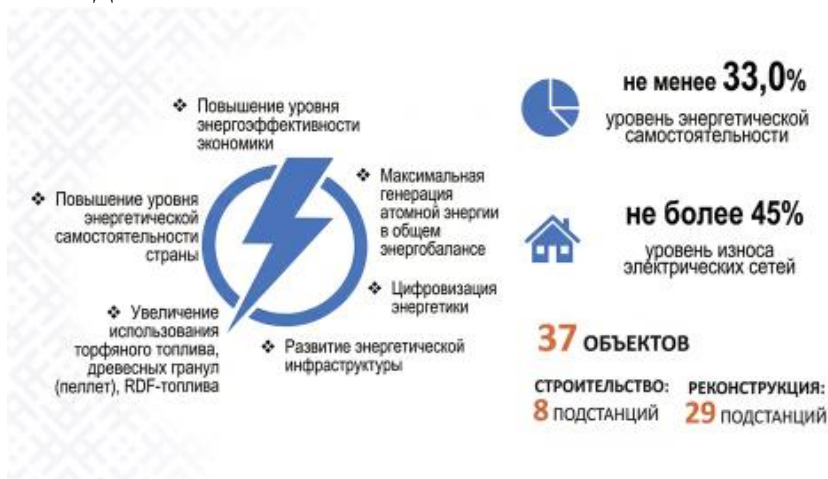 ❖ Повышение уровня
энергоэффективности
экономики
❖ Повышение уровня
энергетической
самостоятельности
страны
❖ Максимальная
генерация
атомной энергии
в общем
энергобалансе
❖ Цифровизация
энергетики
❖ Увеличение
использования
торфяного топлива,
древесных гранул
(пеллет), RDF-топлива
❖ Развитие энергетической
инфраструктуры
не менее 33,0%
уровень энергетической
самостоятельности
не более 45%
уровень износа
электрических сетей
37 ОБЪЕКТОВ
СТРОИТЕЛЬСТВО:
8 ПОДСТАНЦИЙ
РЕКОНСТРУКЦИЯ:
29 ПОДСТАНЦИЙ